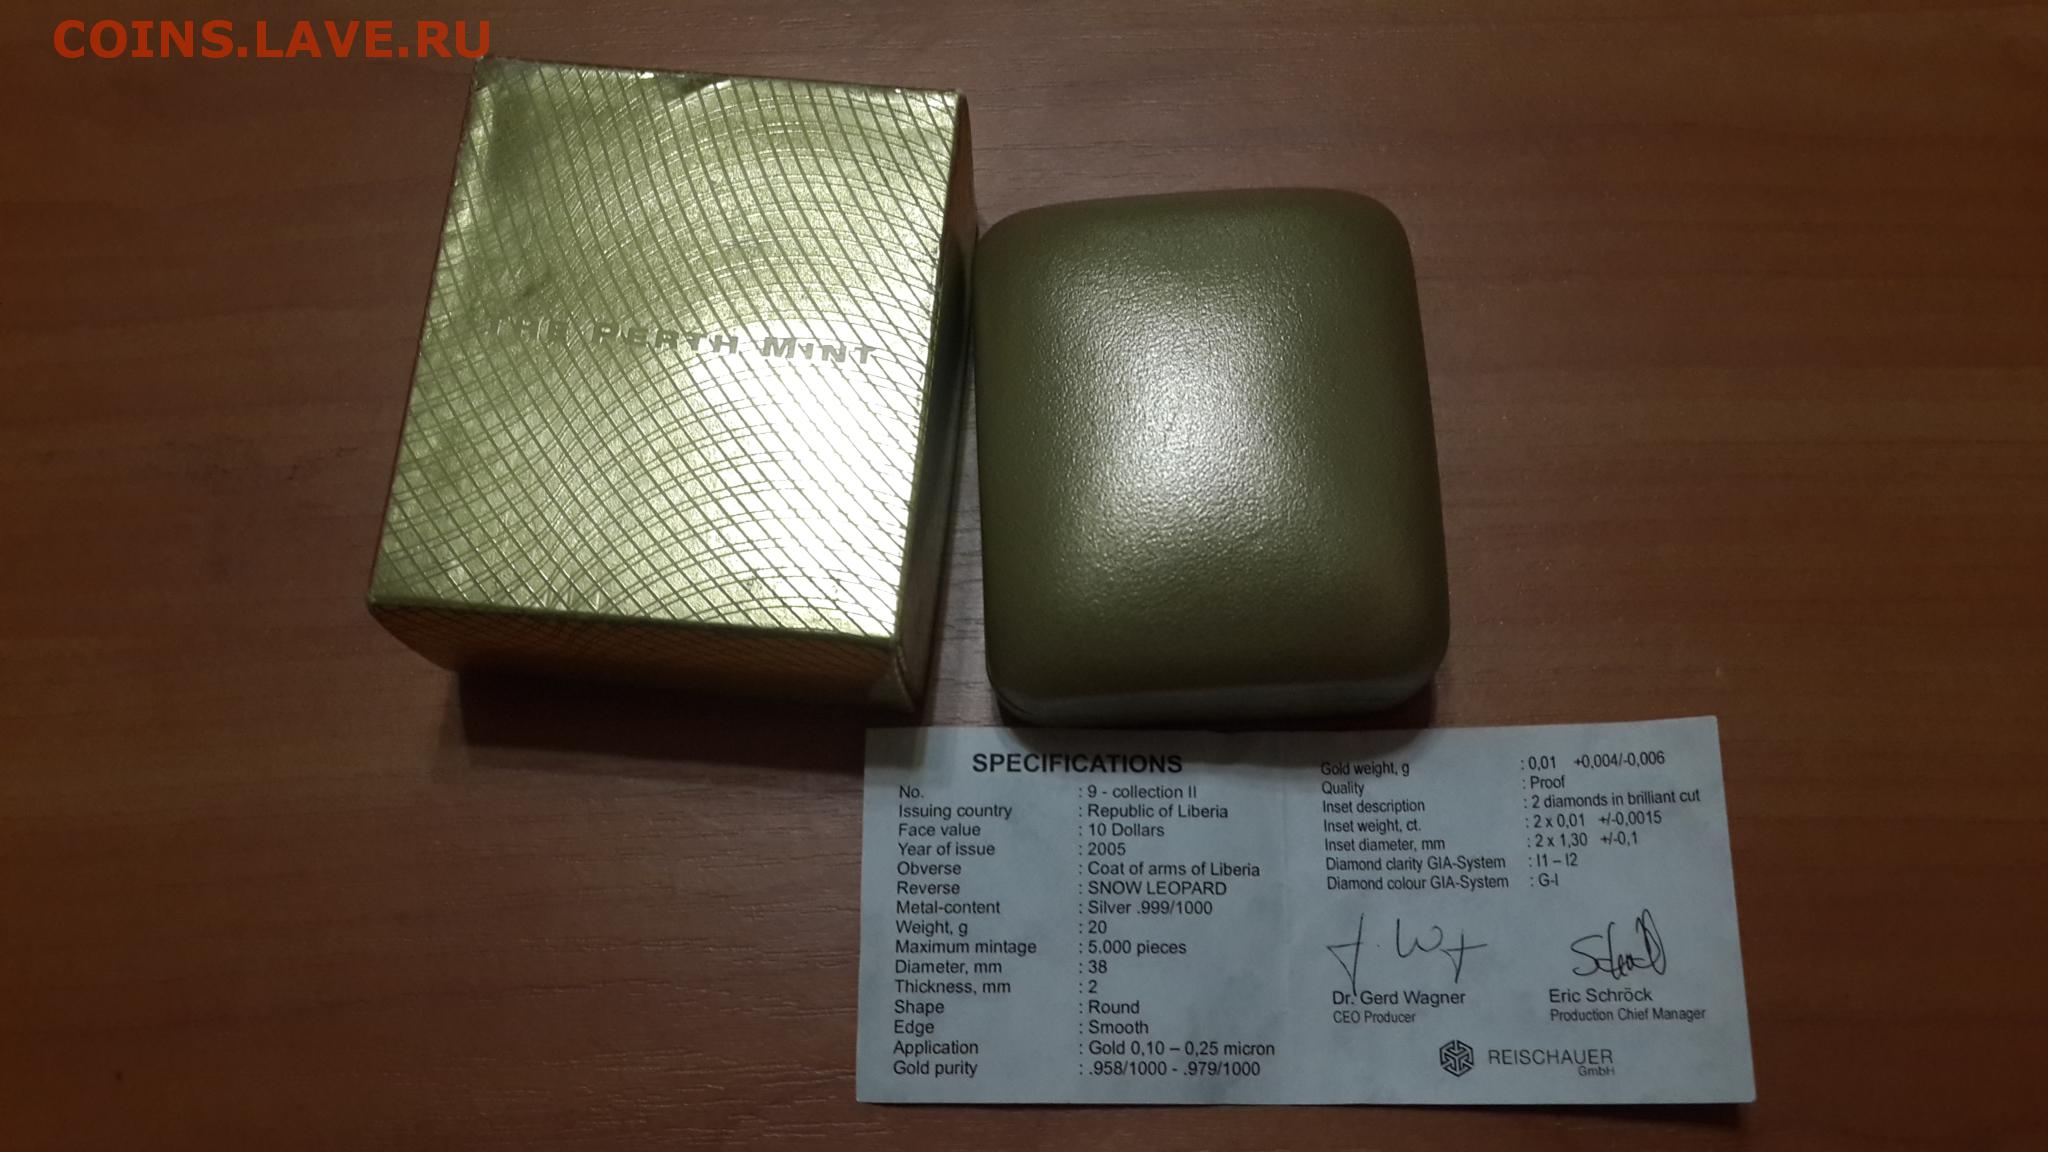 COINS.LAVE.RU
THE PERTH MINT
SPECIFICATIONS
No. : 9 - collection II
Issuing country : Republic of Liberia
Face value : 10 Dollars
Year of issue : 2005
Obverse : Coat of arms of Liberia
Reverse : SNOW LEOPARD
Metal-content : Silver .999/1000
Weight, g : 20
Maximum mintage : 5.000 pieces
Diameter, mm : 38
Thickness, mm : 2
Shape : Round
Edge : Smooth
Application : Gold 0,10 – 0,25 micron
Gold purity : .958/1000 - .979/1000
Gold weight, g : 0,01 +0,004/-0,006
Quality : Proof
Inset description : 2 diamonds in brilliant cut
Inset weight, ct. : 2 x 0,01 +/-0,0015
Inset diameter, mm : 2 x 1,30 +/-0,1
Diamond clarity GIA-System : I1 – I2
Diamond colour GIA-System : G-I
Dr. Gerd Wagner
CEO Producer
Eric Schröck
Production Chief Manager
REISCHAUER
GmbH